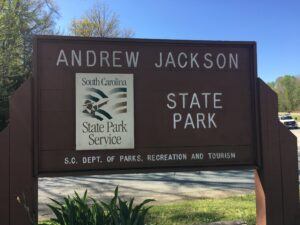 ANDREW JACKSON
South Carolina
State Park
Service
STATE
PARK
S.C. DEPT. OF PARKS, RECREATION AND TOURISM